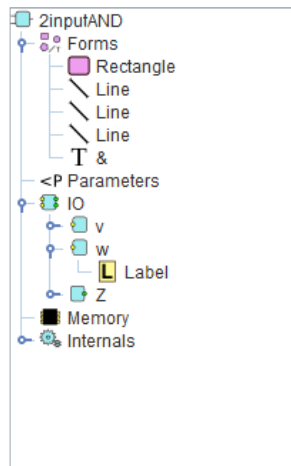 2inputAND
Forms
Rectangle
Line
Line
Line
T &
<P Parameters
IO
v
w
L Label
Z
Memory
Internals